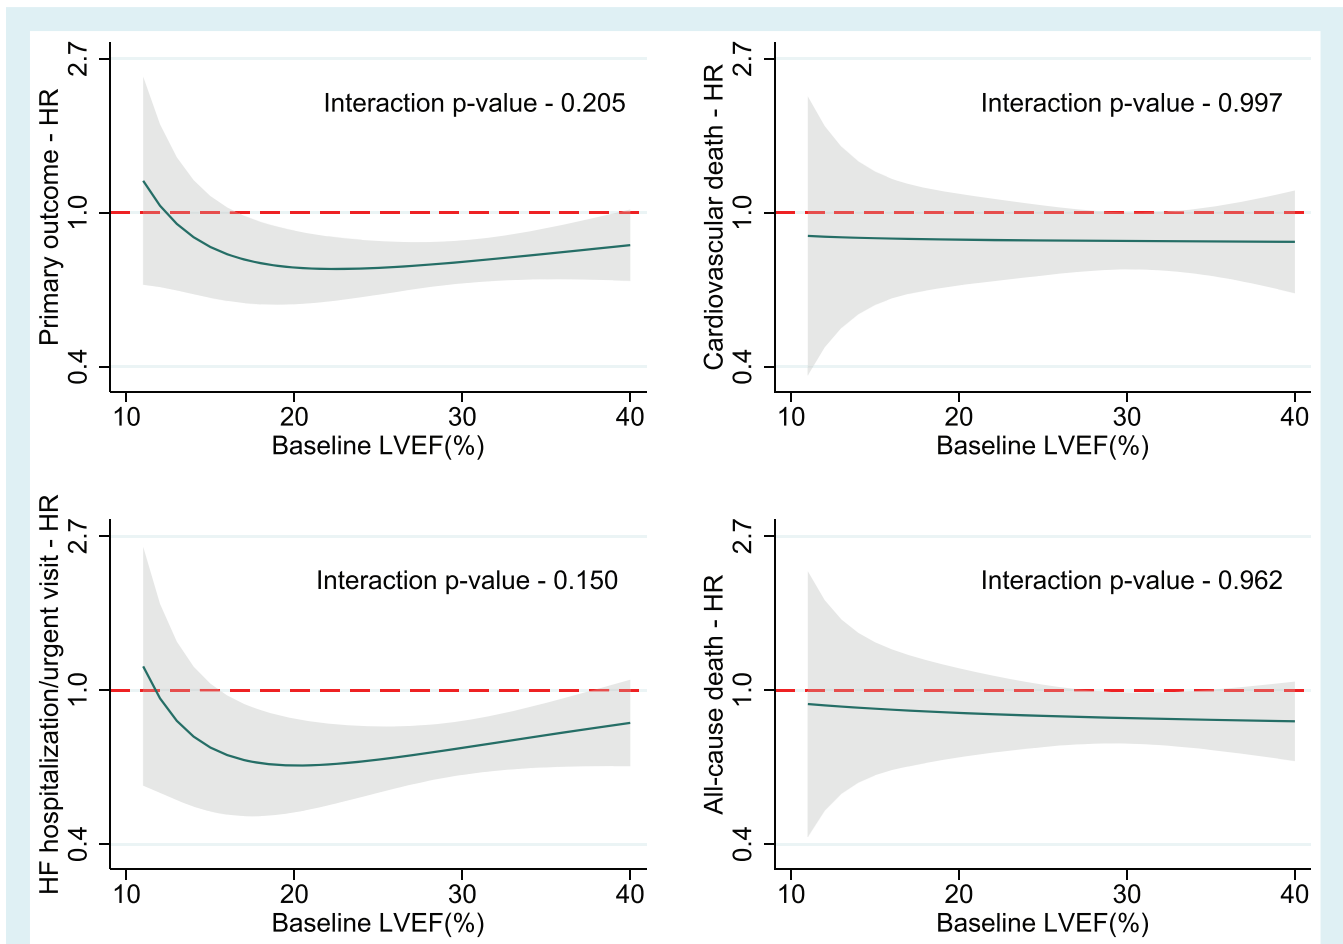 Primary outcome - HR
2.7
1.0
0.4
Interaction p-value - 0.205
10 20 30 40
Baseline LVEF(%)
Cardiovascular death - HR
2.7
1.0
0.4
Interaction p-value - 0.997
10 20 30 40
Baseline LVEF(%)
HF hospitalization/urgent visit - HR
2.7
1.0
0.4
Interaction p-value - 0.150
10 20 30 40
Baseline LVEF(%)
All-cause death - HR
2.7
1.0
0.4
Interaction p-value - 0.962
10 20 30 40
Baseline LVEF(%)